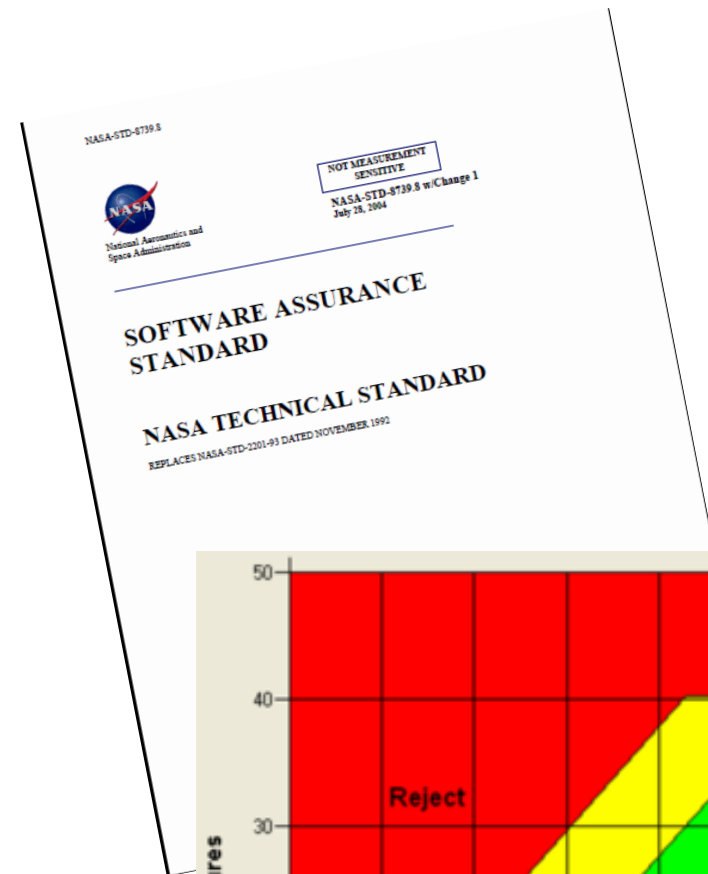 NASA-STD-8739.8
NOT MEASUREMENT
SENSITIVE
NASA
NASA-STD-8739.8 w/Change 1
July 28, 2004
National Aeronautics and
Space Administration
SOFTWARE ASSURANCE
STANDARD
NASA TECHNICAL STANDARD
REPLACES NASA-STD-2201-93 DATED NOVEMBER 1992
50
40
Reject
30